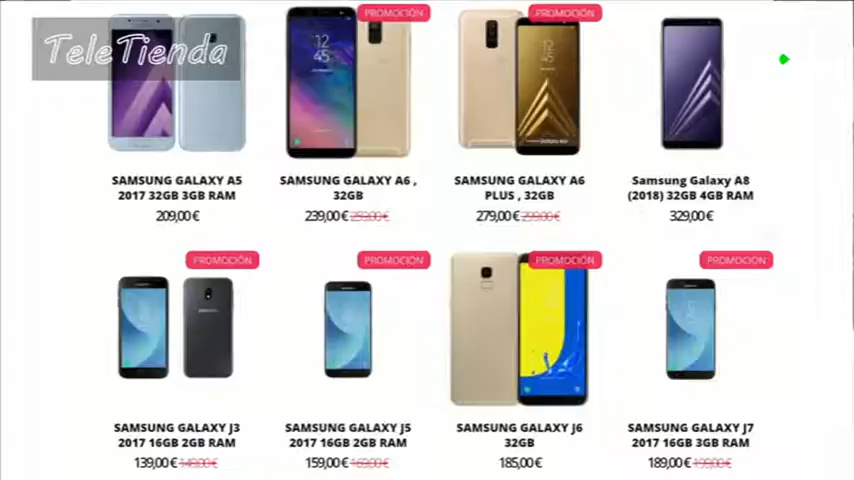 TeleTienda
PROMOCIÓN
PROMOCIÓN
SAMSUNG GALAXY A5
2017 32GB 3GB RAM
209,00 €
SAMSUNG GALAXY A6 ,
32GB
239,00 € 259,00 €
SAMSUNG GALAXY A6
PLUS , 32GB
279,00 € 299,00 €
Samsung Galaxy A8
(2018) 32GB 4GB RAM
329,00 €
PROMOCIÓN
PROMOCIÓN
PROMOCIÓN
PROMOCIÓN
SAMSUNG GALAXY J3
2017 16GB 2GB RAM
139,00 € 149,00 €
SAMSUNG GALAXY J5
2017 16GB 2GB RAM
159,00 € 169,00 €
SAMSUNG GALAXY J6
32GB
185,00 €
SAMSUNG GALAXY J7
2017 16GB 3GB RAM
189,00 € 199,00 €